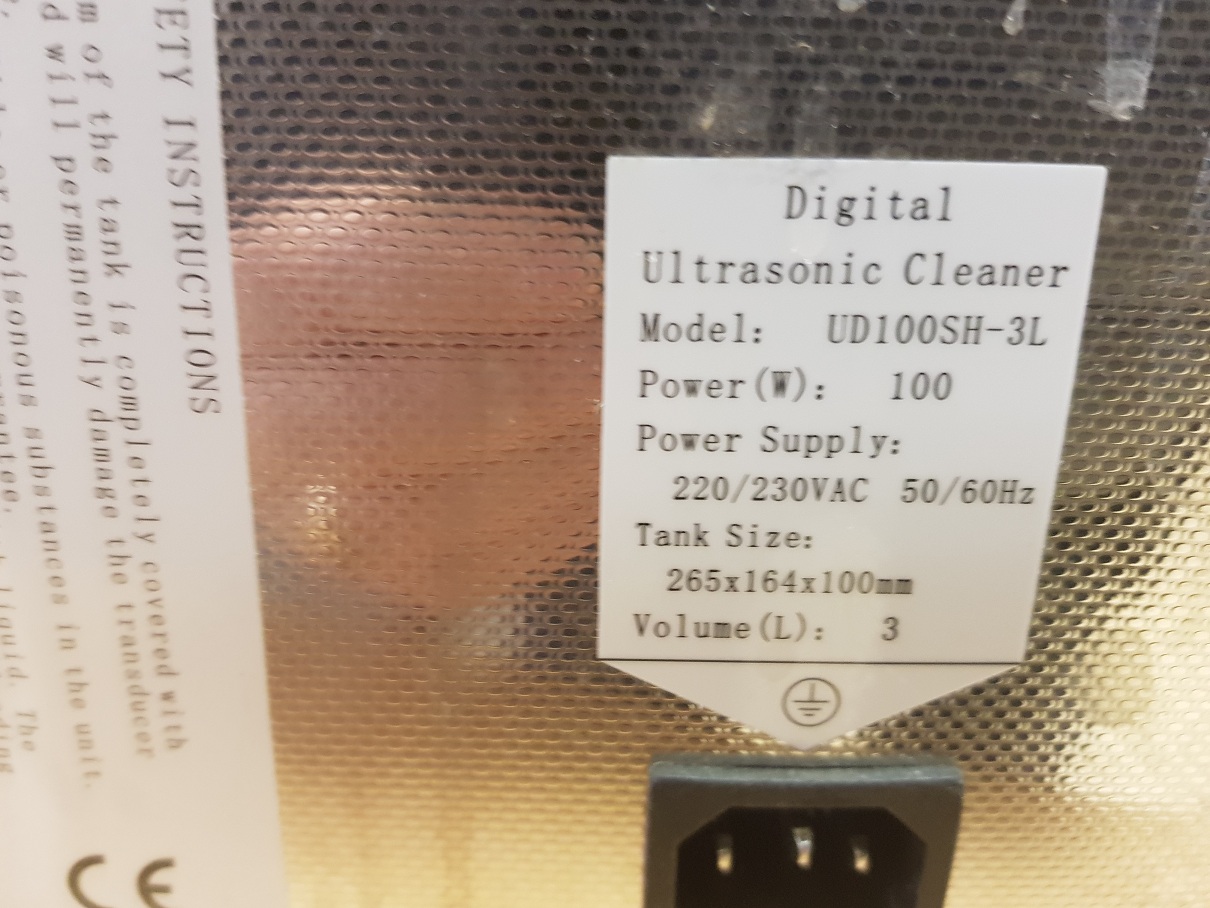 Digital
Ultrasonic Cleaner
Model: UD100SH-3L
Power(W): 100
Power Supply:
220/230VAC 50/60Hz
Tank Size:
265x164x100mm
Volume(L): 3
ETY INSTRUCTIONS
of the tank is completely covered with
will permanently damage the transducer
poisonous substances in the unit.
liquid. The
CE